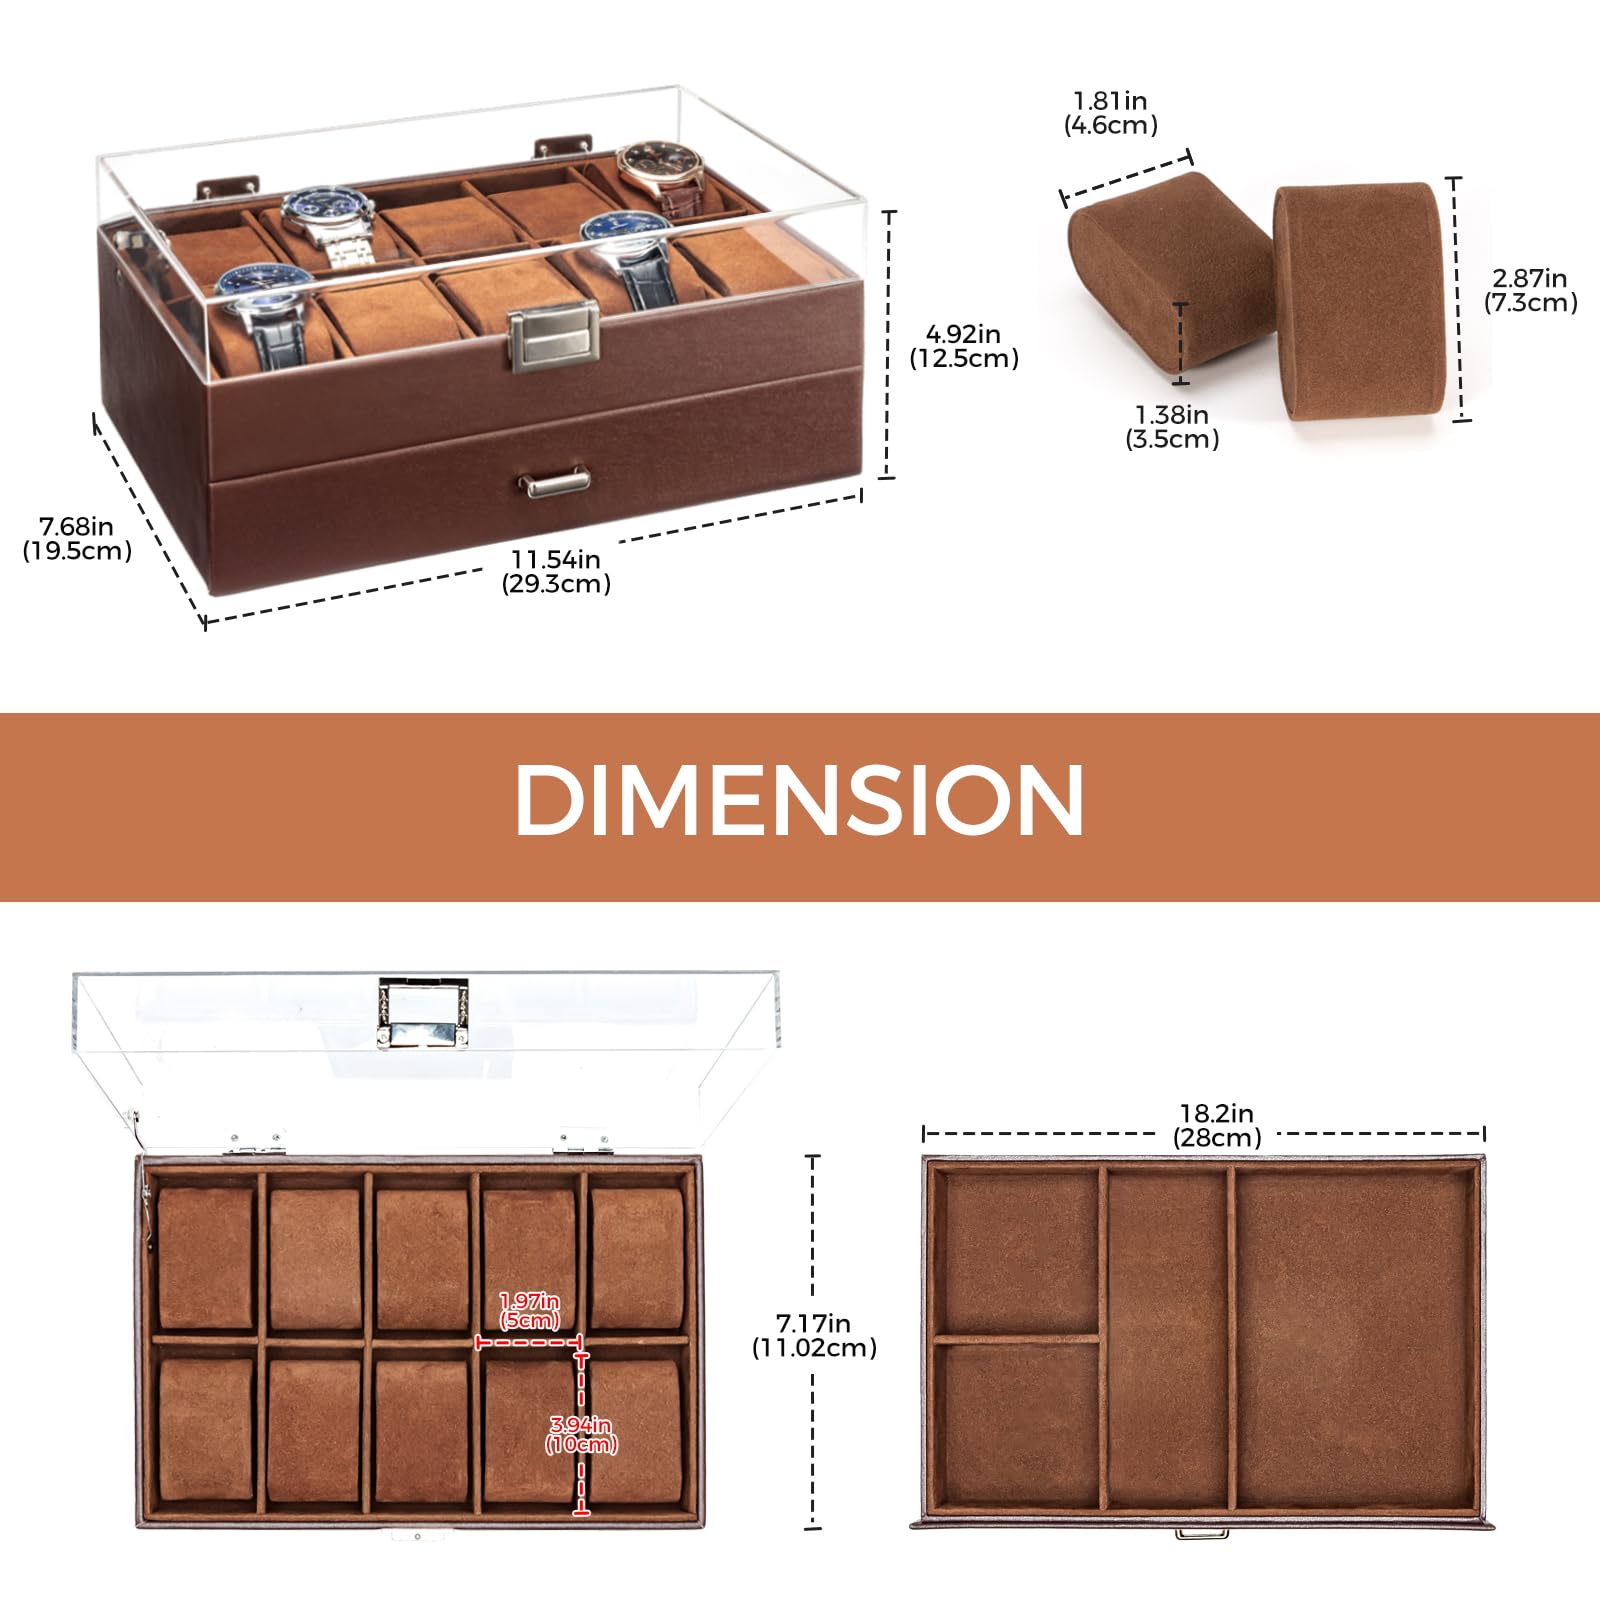 1.81in
(4.6cm)
2.87in
(7.3cm)
4.92in
(12.5cm)
1.38in
(3.5cm)
7.68in
(19.5cm)
11.54in
(29.3cm)
DIMENSION
18.2in
(28cm)
1.97in
(5cm)
7.17in
(11.02cm)
3.94in
(10cm)